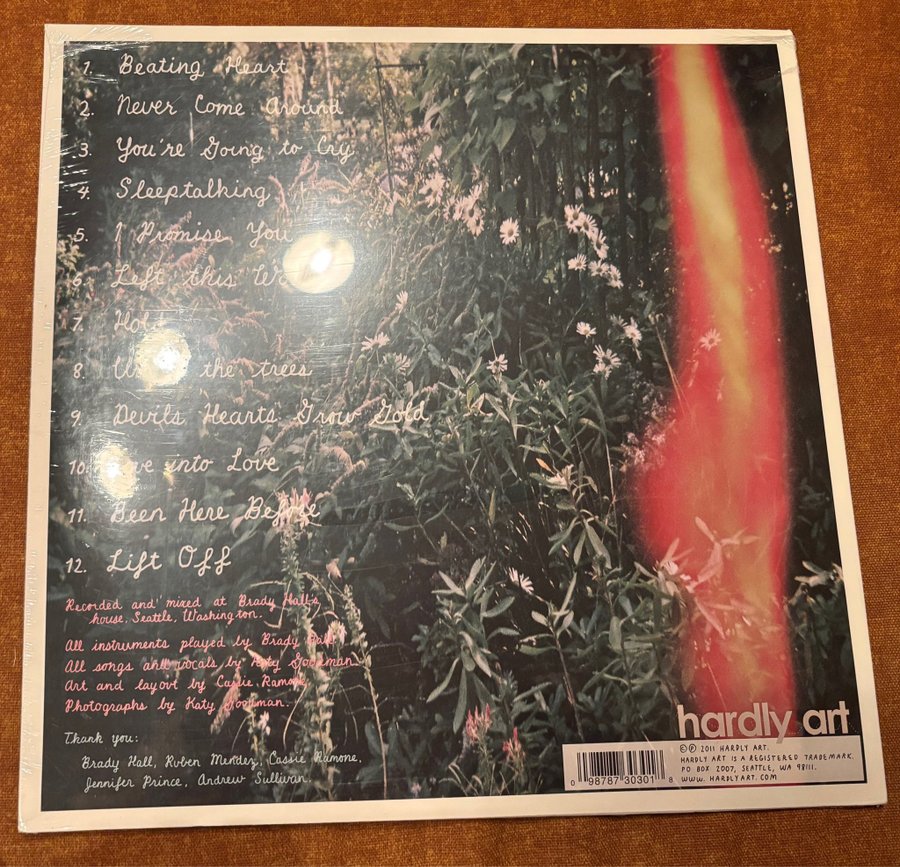 1. Beating Heart
2. Never Come Around
3. You're Going to Cry
4. Sleeptalking
5. I Promise You
6. Left this
7.
8. the trees
9. Devils Hearts Grow Gold
10. into Love
11. Been Here Before
12. Lift Off
Recorded and mixed at Brady Hall's
house, Seattle, Washington.
All instruments played by Brady Hall
All songs and vocals by Katy Goodman
Art and layout by Cassie Ramone
Photographs by Katy Goodman.
Thank you:
Brady Hall, Ruben Mendez, Cassie Ramone,
Jennifer Prince, Andrew Sullivan.
hardly art
©℗ 2011 HARDLY ART.
HARDLY ART IS A REGISTERED TRADEMARK.
PO BOX 2007, SEATTLE, WA 98111.
WWW.HARDLYART.COM
0 98787 30301 8